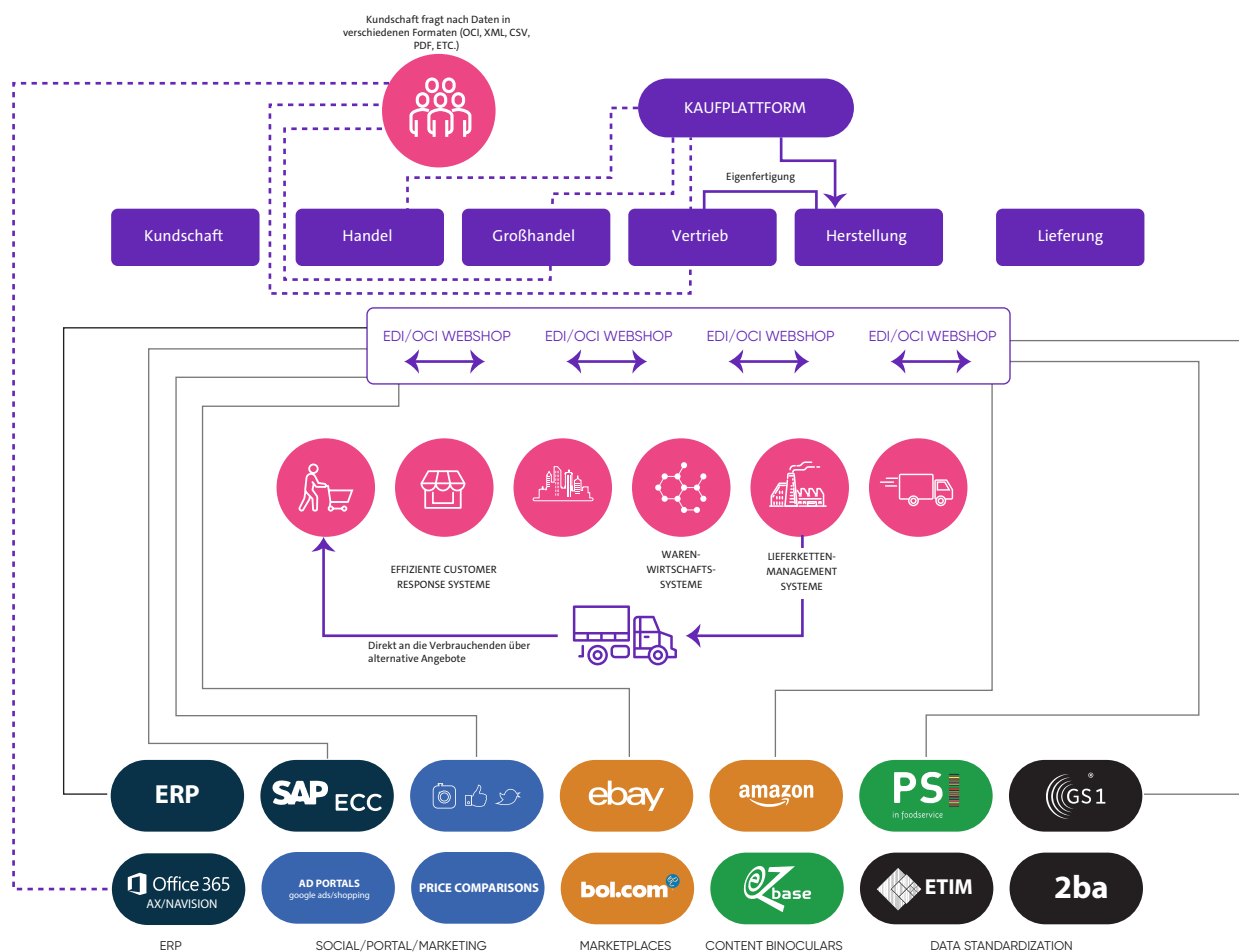 Kundschaft fragt nach Daten in
verschiedenen Formaten (OCI, XML, CSV,
PDF, ETC.)
KAUFPLATTFORM
Eigenfertigung
Kundschaft
Handel
Großhandel
Vertrieb
Herstellung
Lieferung
EDI/OCI WEBSHOP
EDI/OCI WEBSHOP
EDI/OCI WEBSHOP
EDI/OCI WEBSHOP
EFFIZIENTE CUSTOMER
RESPONSE SYSTEME
WAREN-
WIRTSCHAFTS-
SYSTEME
LIEFERKETTEN-
MANAGEMENT
SYSTEME
Direkt an die Verbrauchenden über
alternative Angebote
ERP
SAP ECC
ebay
amazon
PS
in foodservice
GS1
Office 365
AX/NAVISION
AD PORTALS
google ads/shopping
PRICE COMPARISONS
bol.com
eZ base
ETIM
2ba
ERP
SOCIAL/PORTAL/MARKETING
MARKETPLACES
CONTENT BINOCULARS
DATA STANDARDIZATION